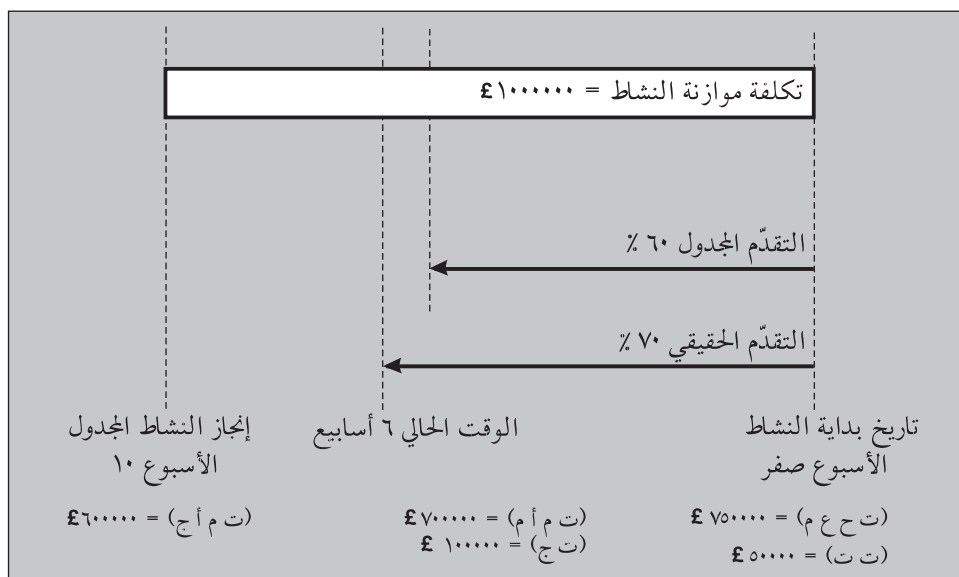 تكلفة موازنة النشاط = ١٠٠٠٠٠٠£
التقدّم المجدول ٦٠ ٪
التقدّم الحقيقي ٧٠ ٪
تاريخ بداية النشاط
الأسبوع صفر
الوقت الحالي ٦ أسابيع
إنجاز النشاط المجدول
الأسبوع ١٠
(ت ح ع م) = ٧٥٠٠٠٠ £
(ت ت) = ٥٠٠٠٠ £
(ت م أ م) = ٧٠٠٠٠٠ £
(ت ج) = ١٠٠٠٠٠ £
(ت م أ ج) = ٦٠٠٠٠٠£